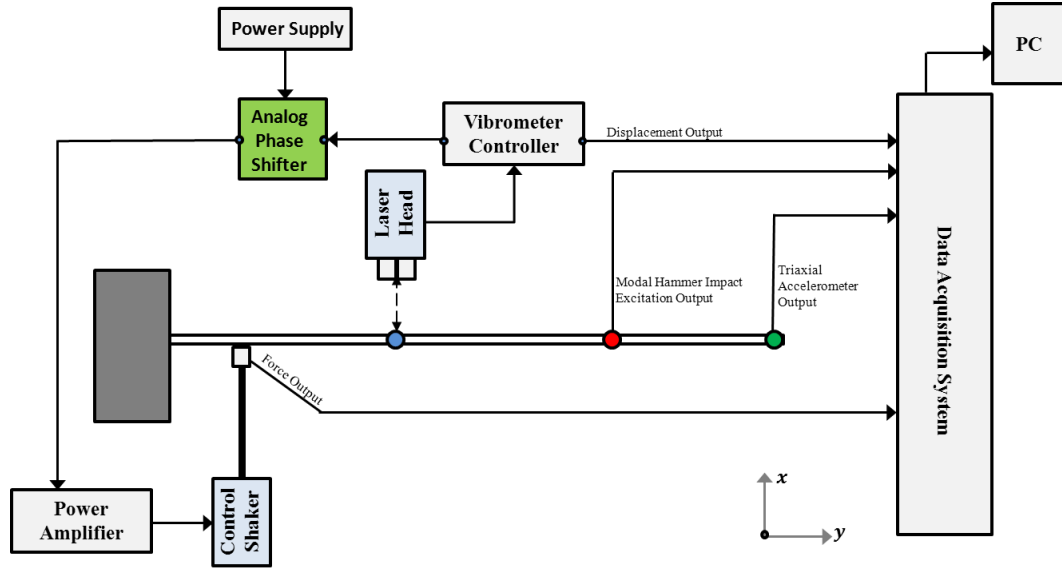 Power Supply
PC
Analog
Phase
Shifter
Vibrometer
Controller
Displacement Output
Laser
Head
Modal Hammer Impact
Excitation Output
Triaxial
Accelerometer
Output
Data Acquisition System
Force Output
Power
Amplifier
Control
Shaker
x
y